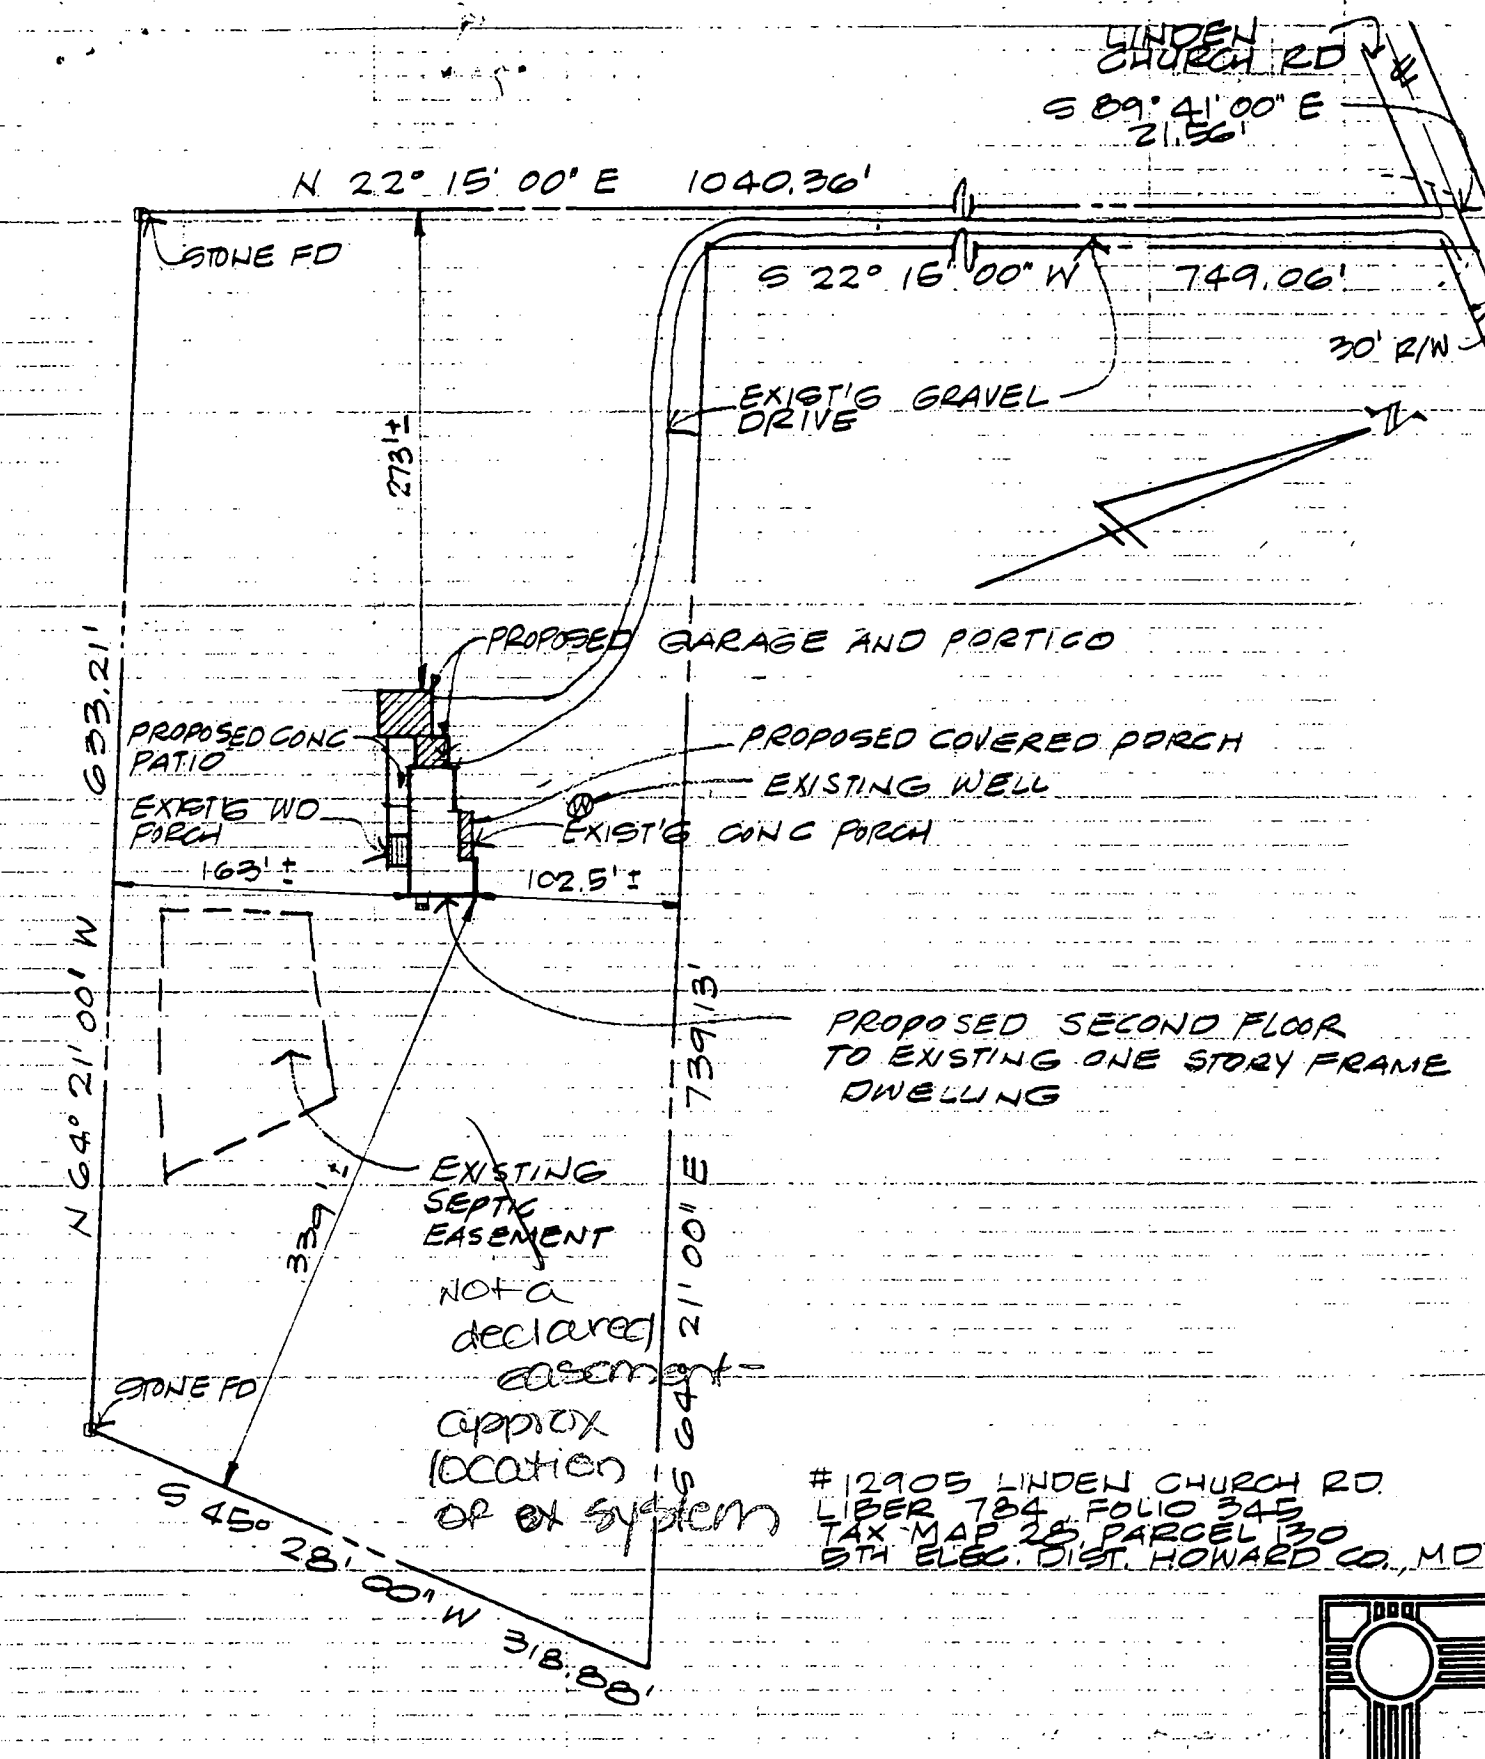 LINDEN
CHURCH RD
S 89° 41' 00" E
21.56'
N 22° 15' 00" E 1040.36'
STONE FD
S 22° 15' 00" W 749.06'
30' R/W
EXIST'G GRAVEL
DRIVE
N
273'±
PROPOSED GARAGE AND PORTICO
633.21'
PROPOSED CONC
PATIO
PROPOSED COVERED PORCH
EXISTING WELL
W
EXIST'G WD
PORCH
EXIST'G CONC PORCH
163'±
102.5'±
N 64° 21' 00" W
739.13'
PROPOSED SECOND FLOOR
TO EXISTING ONE STORY FRAME
DWELLING
EXISTING
SEPTIC
EASEMENT
339'±
S 64° 21' 00" E
Not a
declared
easement-
approx
location
of ex system
STONE FD
S 45° 28' 00" W 318.88'
#12905 LINDEN CHURCH RD.
LIBER 784, FOLIO 345
TAX MAP 28, PARCEL 130
5TH ELEC. DIST. HOWARD CO., MD